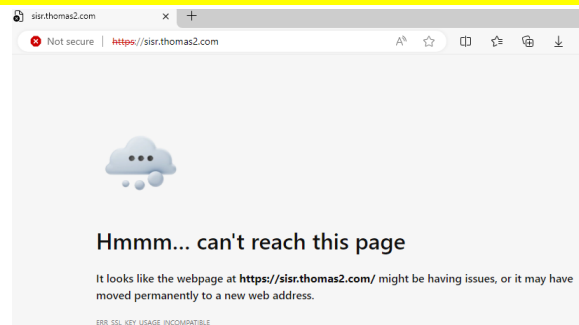 sisr.thomas2.com
Not secure | https://sisr.thomas2.com
Hmmm... can't reach this page
It looks like the webpage at https://sisr.thomas2.com/ might be having issues, or it may have
moved permanently to a new web address.
ERR_SSL_KEY_USAGE_INCOMPATIBLE